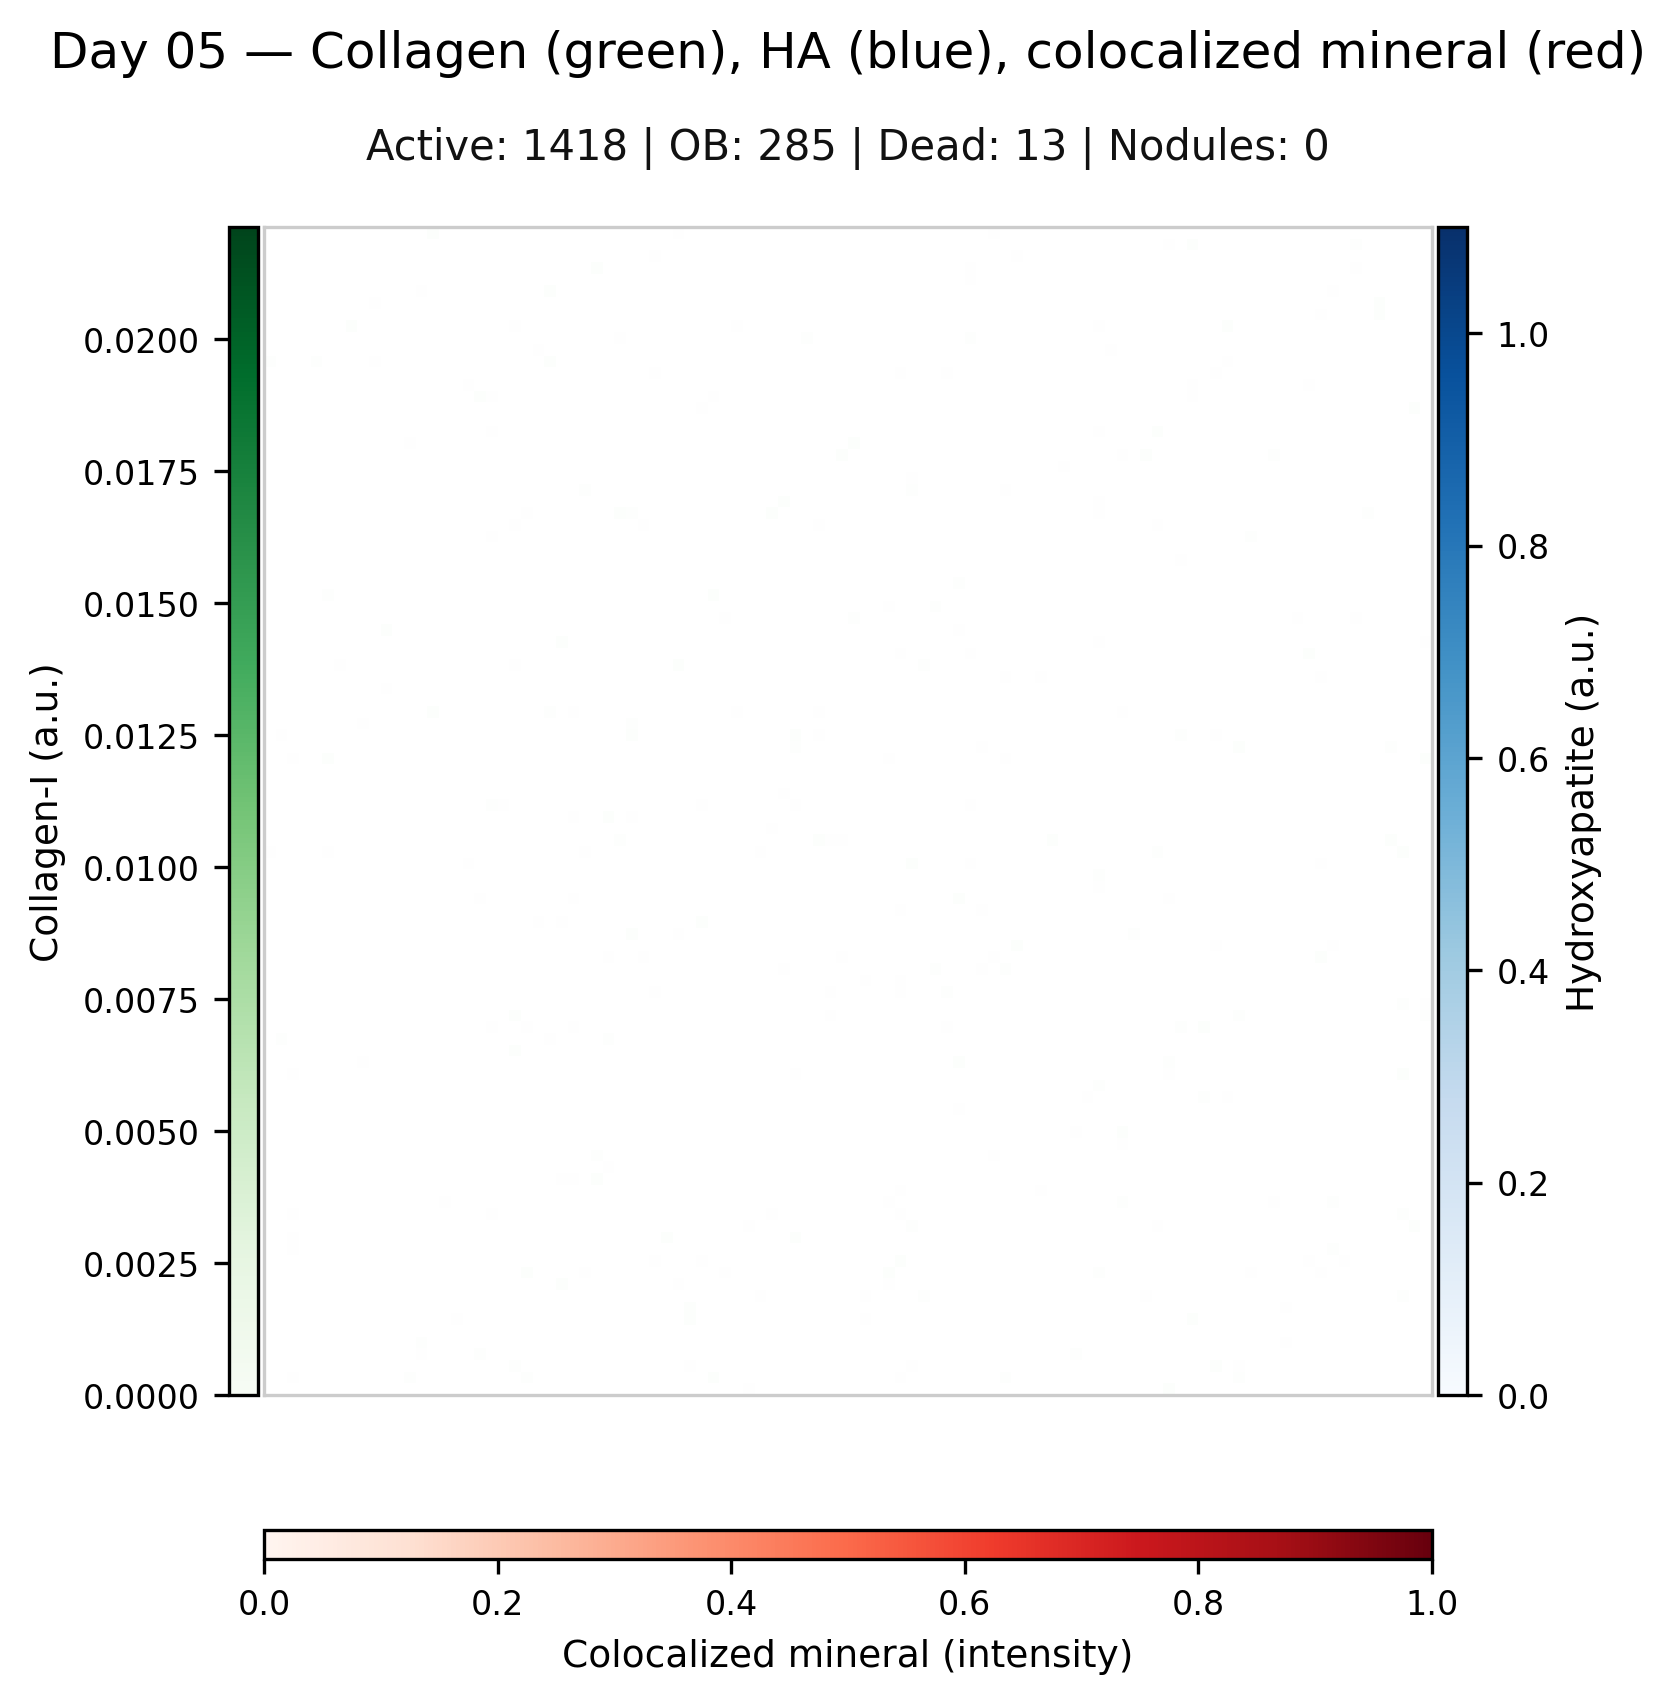 Day 05 — Collagen (green), HA (blue), colocalized mineral (red)
Active: 1418 | OB: 285 | Dead: 13 | Nodules: 0
Collagen-I (a.u.)
0.0200
0.0175
0.0150
0.0125
0.0100
0.0075
0.0050
0.0025
0.0000
1.0
0.8
0.6
0.4
0.2
0.0
Hydroxyapatite (a.u.)
0.0 0.2 0.4 0.6 0.8 1.0
Colocalized mineral (intensity)